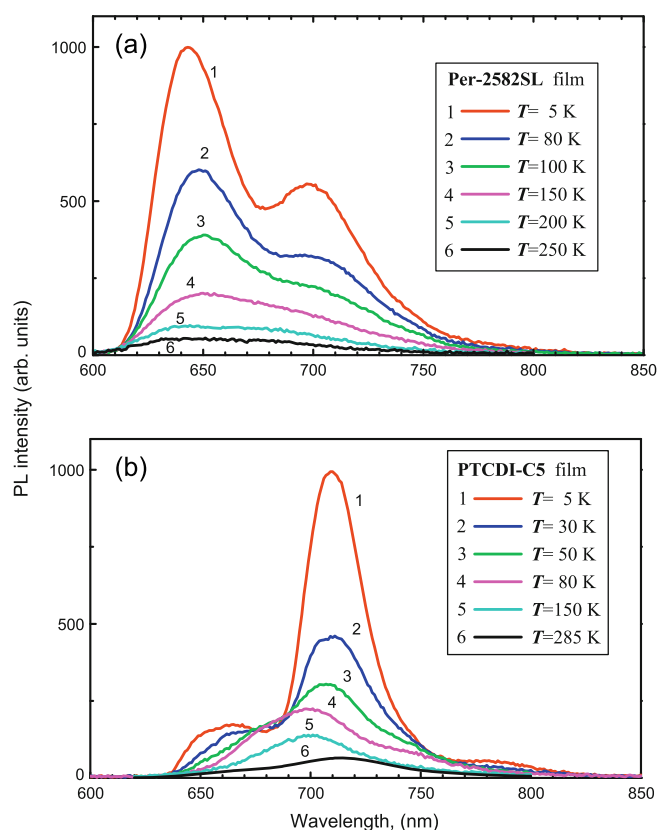 (a)
1000
500
0
1
2
3
4
5
6
Per-2582SL film
1 T= 5 K
2 T= 80 K
3 T=100 K
4 T=150 K
5 T=200 K
6 T=250 K
600 650 700 750 800 850
PL intensity (arb. units)
(b)
1000
500
0
1
2
3
4
5
6
PTCDI-C5 film
1 T= 5 K
2 T= 30 K
3 T= 50 K
4 T= 80 K
5 T=150 K
6 T=285 K
600 650 700 750 800 850
Wavelength, (nm)